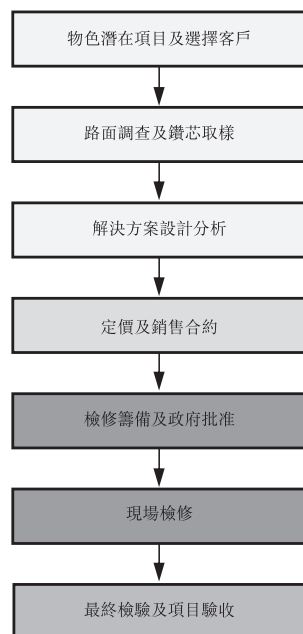 物色潛在項目及選擇客戶
路面調查及鑽芯取樣
解決方案設計分析
定價及銷售合約
檢修籌備及政府批准
現場檢修
最終檢驗及項目驗收